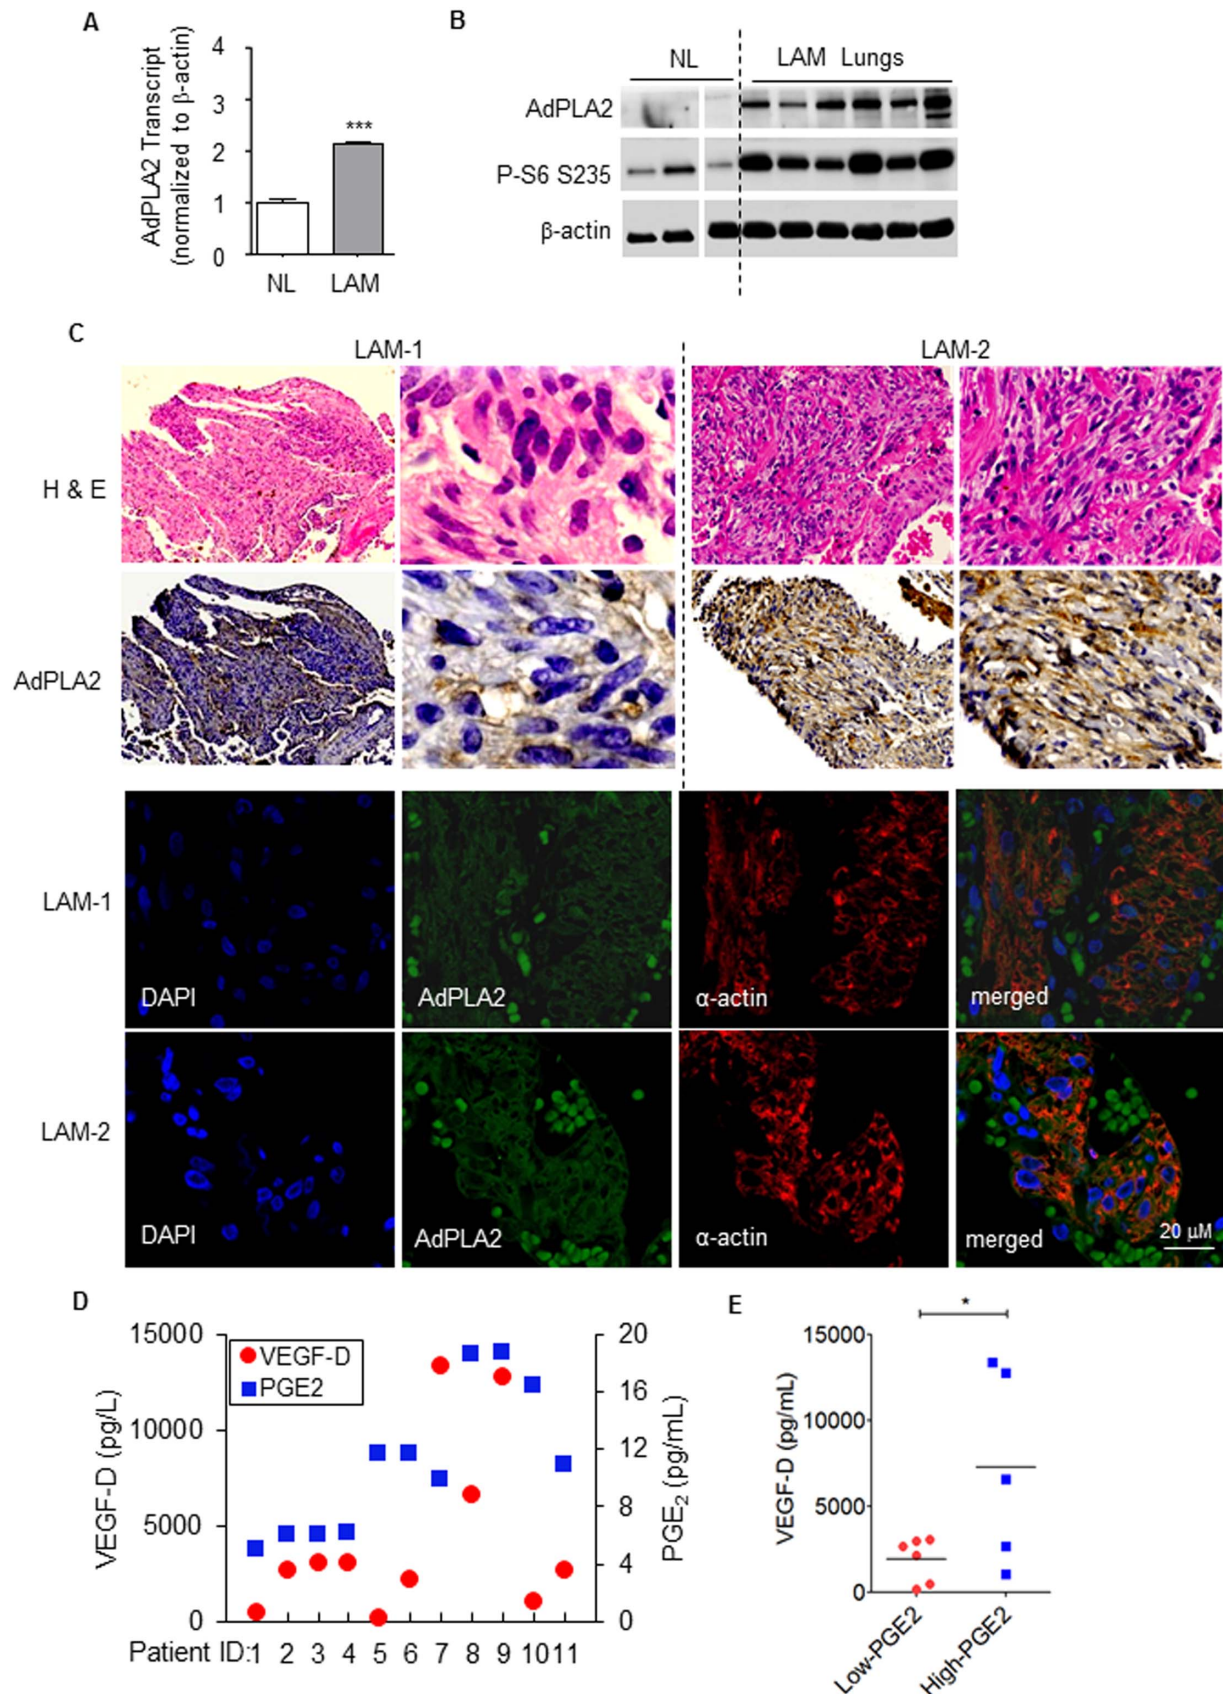 A
AdPLA2 Transcript
(normalized to β-actin)
4
3
2
1
0
***
NL
LAM
B
NL
LAM Lungs
AdPLA2
P-S6 S235
β-actin
C
LAM-1
LAM-2
H & E
AdPLA2
LAM-1
DAPI
AdPLA2
α-actin
merged
LAM-2
DAPI
AdPLA2
α-actin
merged
20 μM
D
VEGF-D (pg/L)
15000
10000
5000
0
VEGF-D
PGE2
20
16
12
8
4
0
PGE₂ (pg/mL)
Patient ID:1 2 3 4 5 6 7 8 9 10 11
E
*
VEGF-D (pg/mL)
15000
10000
5000
0
Low-PGE2
High-PGE2